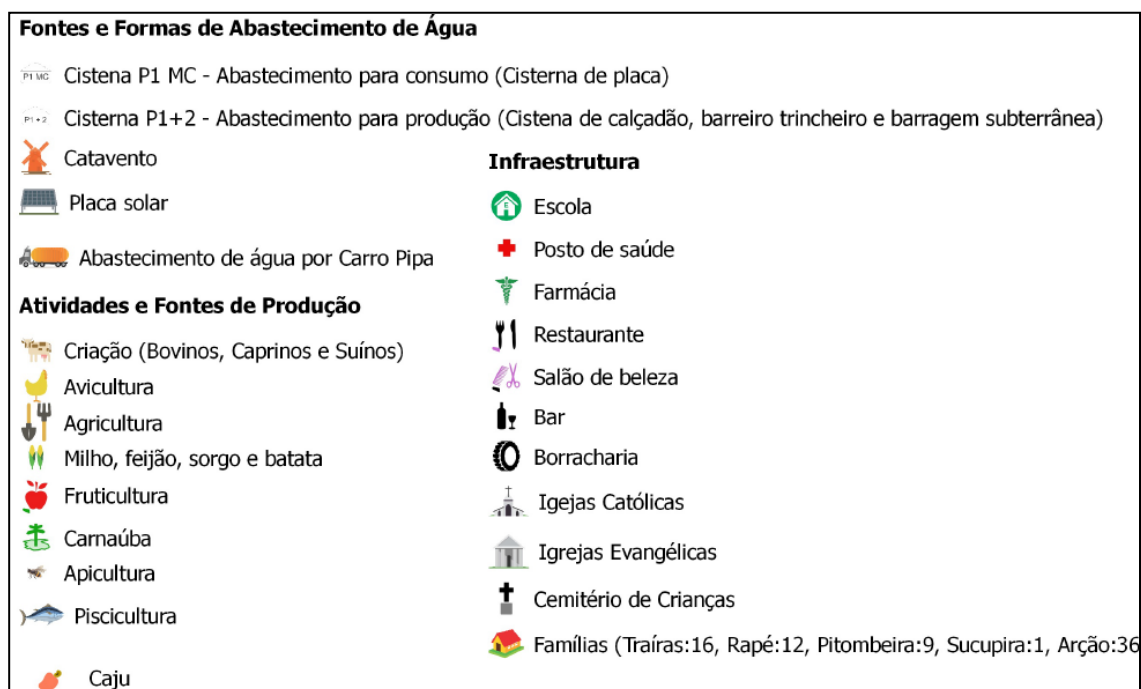 Fontes e Formas de Abastecimento de Água
P1 MC Cistena P1 MC - Abastecimento para consumo (Cisterna de placa)
P1+2 Cisterna P1+2 - Abastecimento para produção (Cistena de calçadão, barreiro trincheiro e barragem subterrânea)
Catavento
Placa solar
Abastecimento de água por Carro Pipa
Atividades e Fontes de Produção
Criação (Bovinos, Caprinos e Suínos)
Avicultura
Agricultura
Milho, feijão, sorgo e batata
Fruticultura
Carnaúba
Apicultura
Piscicultura
Caju
Infraestrutura
E Escola
Posto de saúde
Farmácia
Restaurante
Salão de beleza
Bar
Borracharia
Igejas Católicas
Igrejas Evangélicas
Cemitério de Crianças
Famílias (Traíras:16, Rapé:12, Pitombeira:9, Sucupira:1, Arção:36